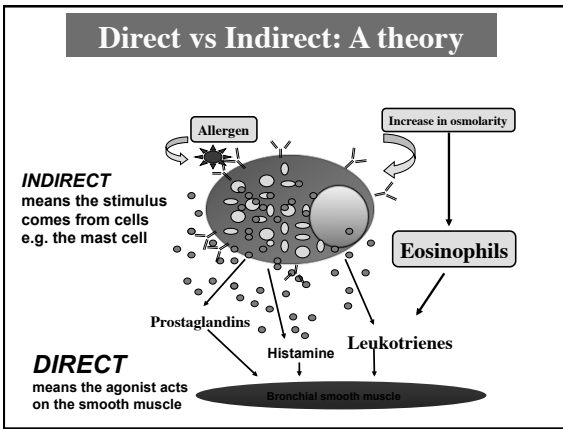 Direct vs Indirect: A theory
Allergen
Increase in osmolarity
INDIRECT
means the stimulus
comes from cells
e.g. the mast cell
Eosinophils
Prostaglandins
Histamine
Leukotrienes
DIRECT
means the agonist acts
on the smooth muscle
Bronchial smooth muscle